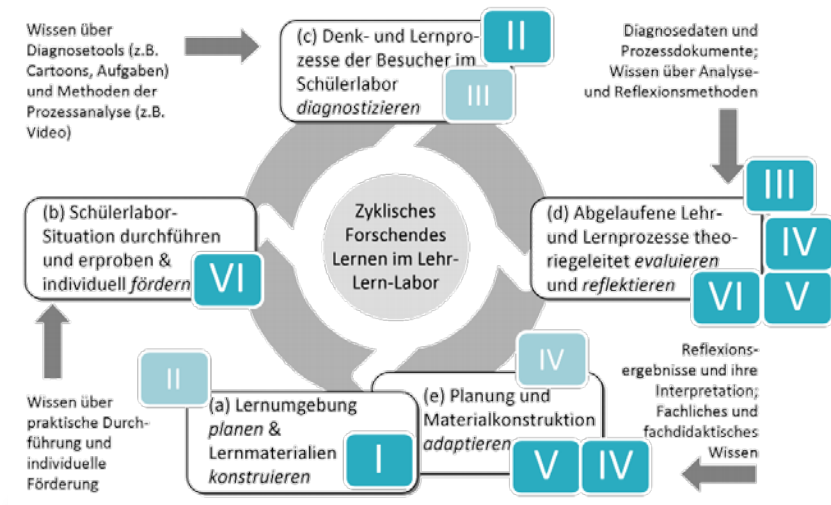 Wissen über
Diagnosetools (z.B.
Cartoons, Aufgaben)
und Methoden der
Prozessanalyse (z.B.
Video)
(c) Denk- und Lernpro-
zesse der Besucher im
Schülerlabor
diagnostizieren
II
III
Diagnosedaten und
Prozessdokumente;
Wissen über Analyse-
und Reflexionsmethoden
(b) Schülerlabor-
Situation durchführen
und erproben &
individuell fördern
VI
Zyklisches
Forschendes
Lernen im Lehr-
Lern-Labor
(d) Abgelaufene Lehr-
und Lernprozesse theo-
riegeleitet evaluieren
und reflektieren
III
IV
VI
V
Wissen über
praktische Durch-
führung und
individuelle
Förderung
II
(a) Lernumgebung
planen &
Lernmaterialien
konstruieren
I
IV
(e) Planung und
Materialkonstruktion
adaptieren
V
IV
Reflexions-
ergebnisse und ihre
Interpretation;
Fachliches und
fachdidaktisches
Wissen